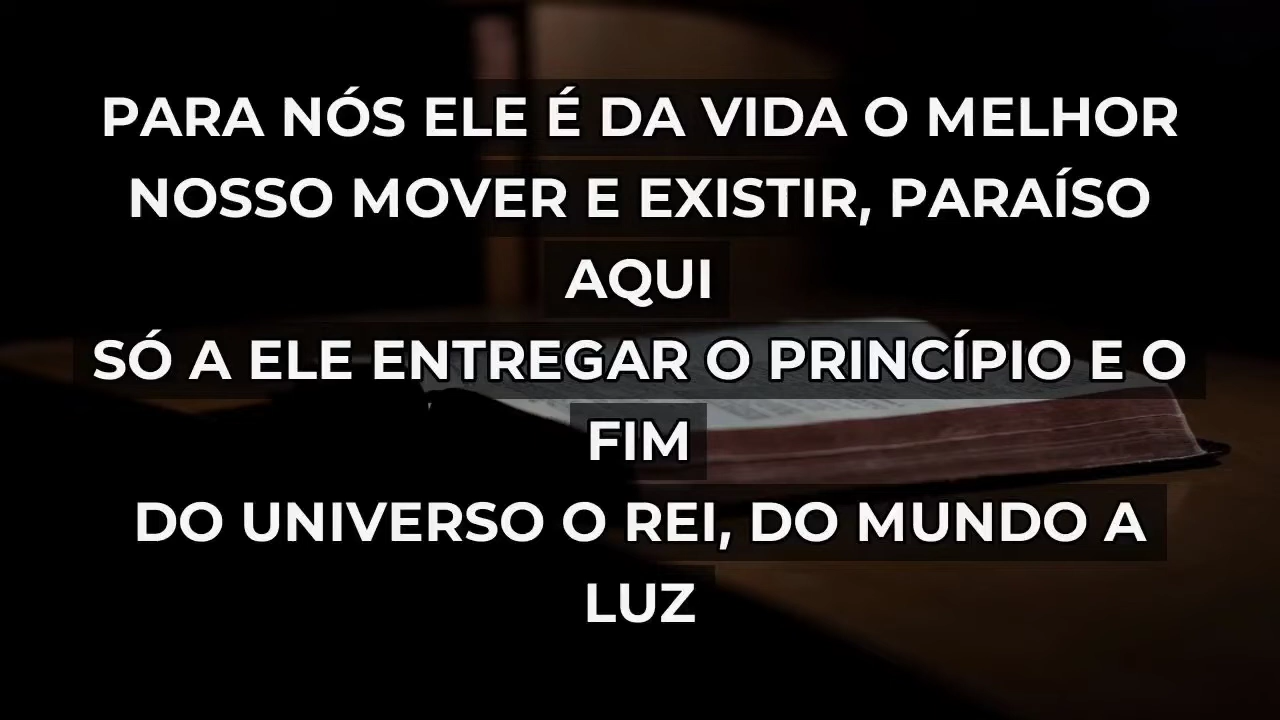 PARA NÓS ELE É DA VIDA O MELHOR
NOSSO MOVER E EXISTIR, PARAÍSO
AQUI
SÓ A ELE ENTREGAR O PRINCÍPIO E O
FIM
DO UNIVERSO O REI, DO MUNDO A
LUZ